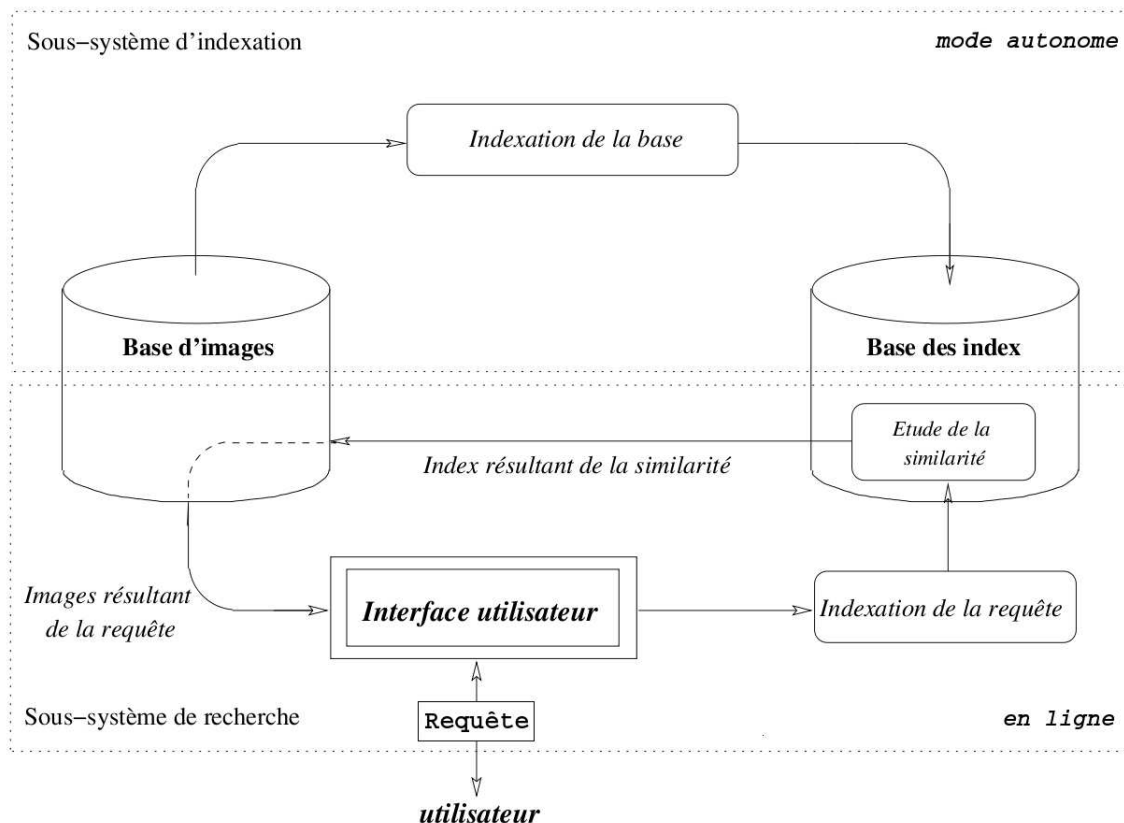 Sous−système d’indexation
mode autonome
Indexation de la base
Base d’images
Base des index
Etude de la
similarité
Index résultant de la similarité
Images résultant
de la requête
Interface utilisateur
Indexation de la requête
Sous−système de recherche
Requête
en ligne
utilisateur